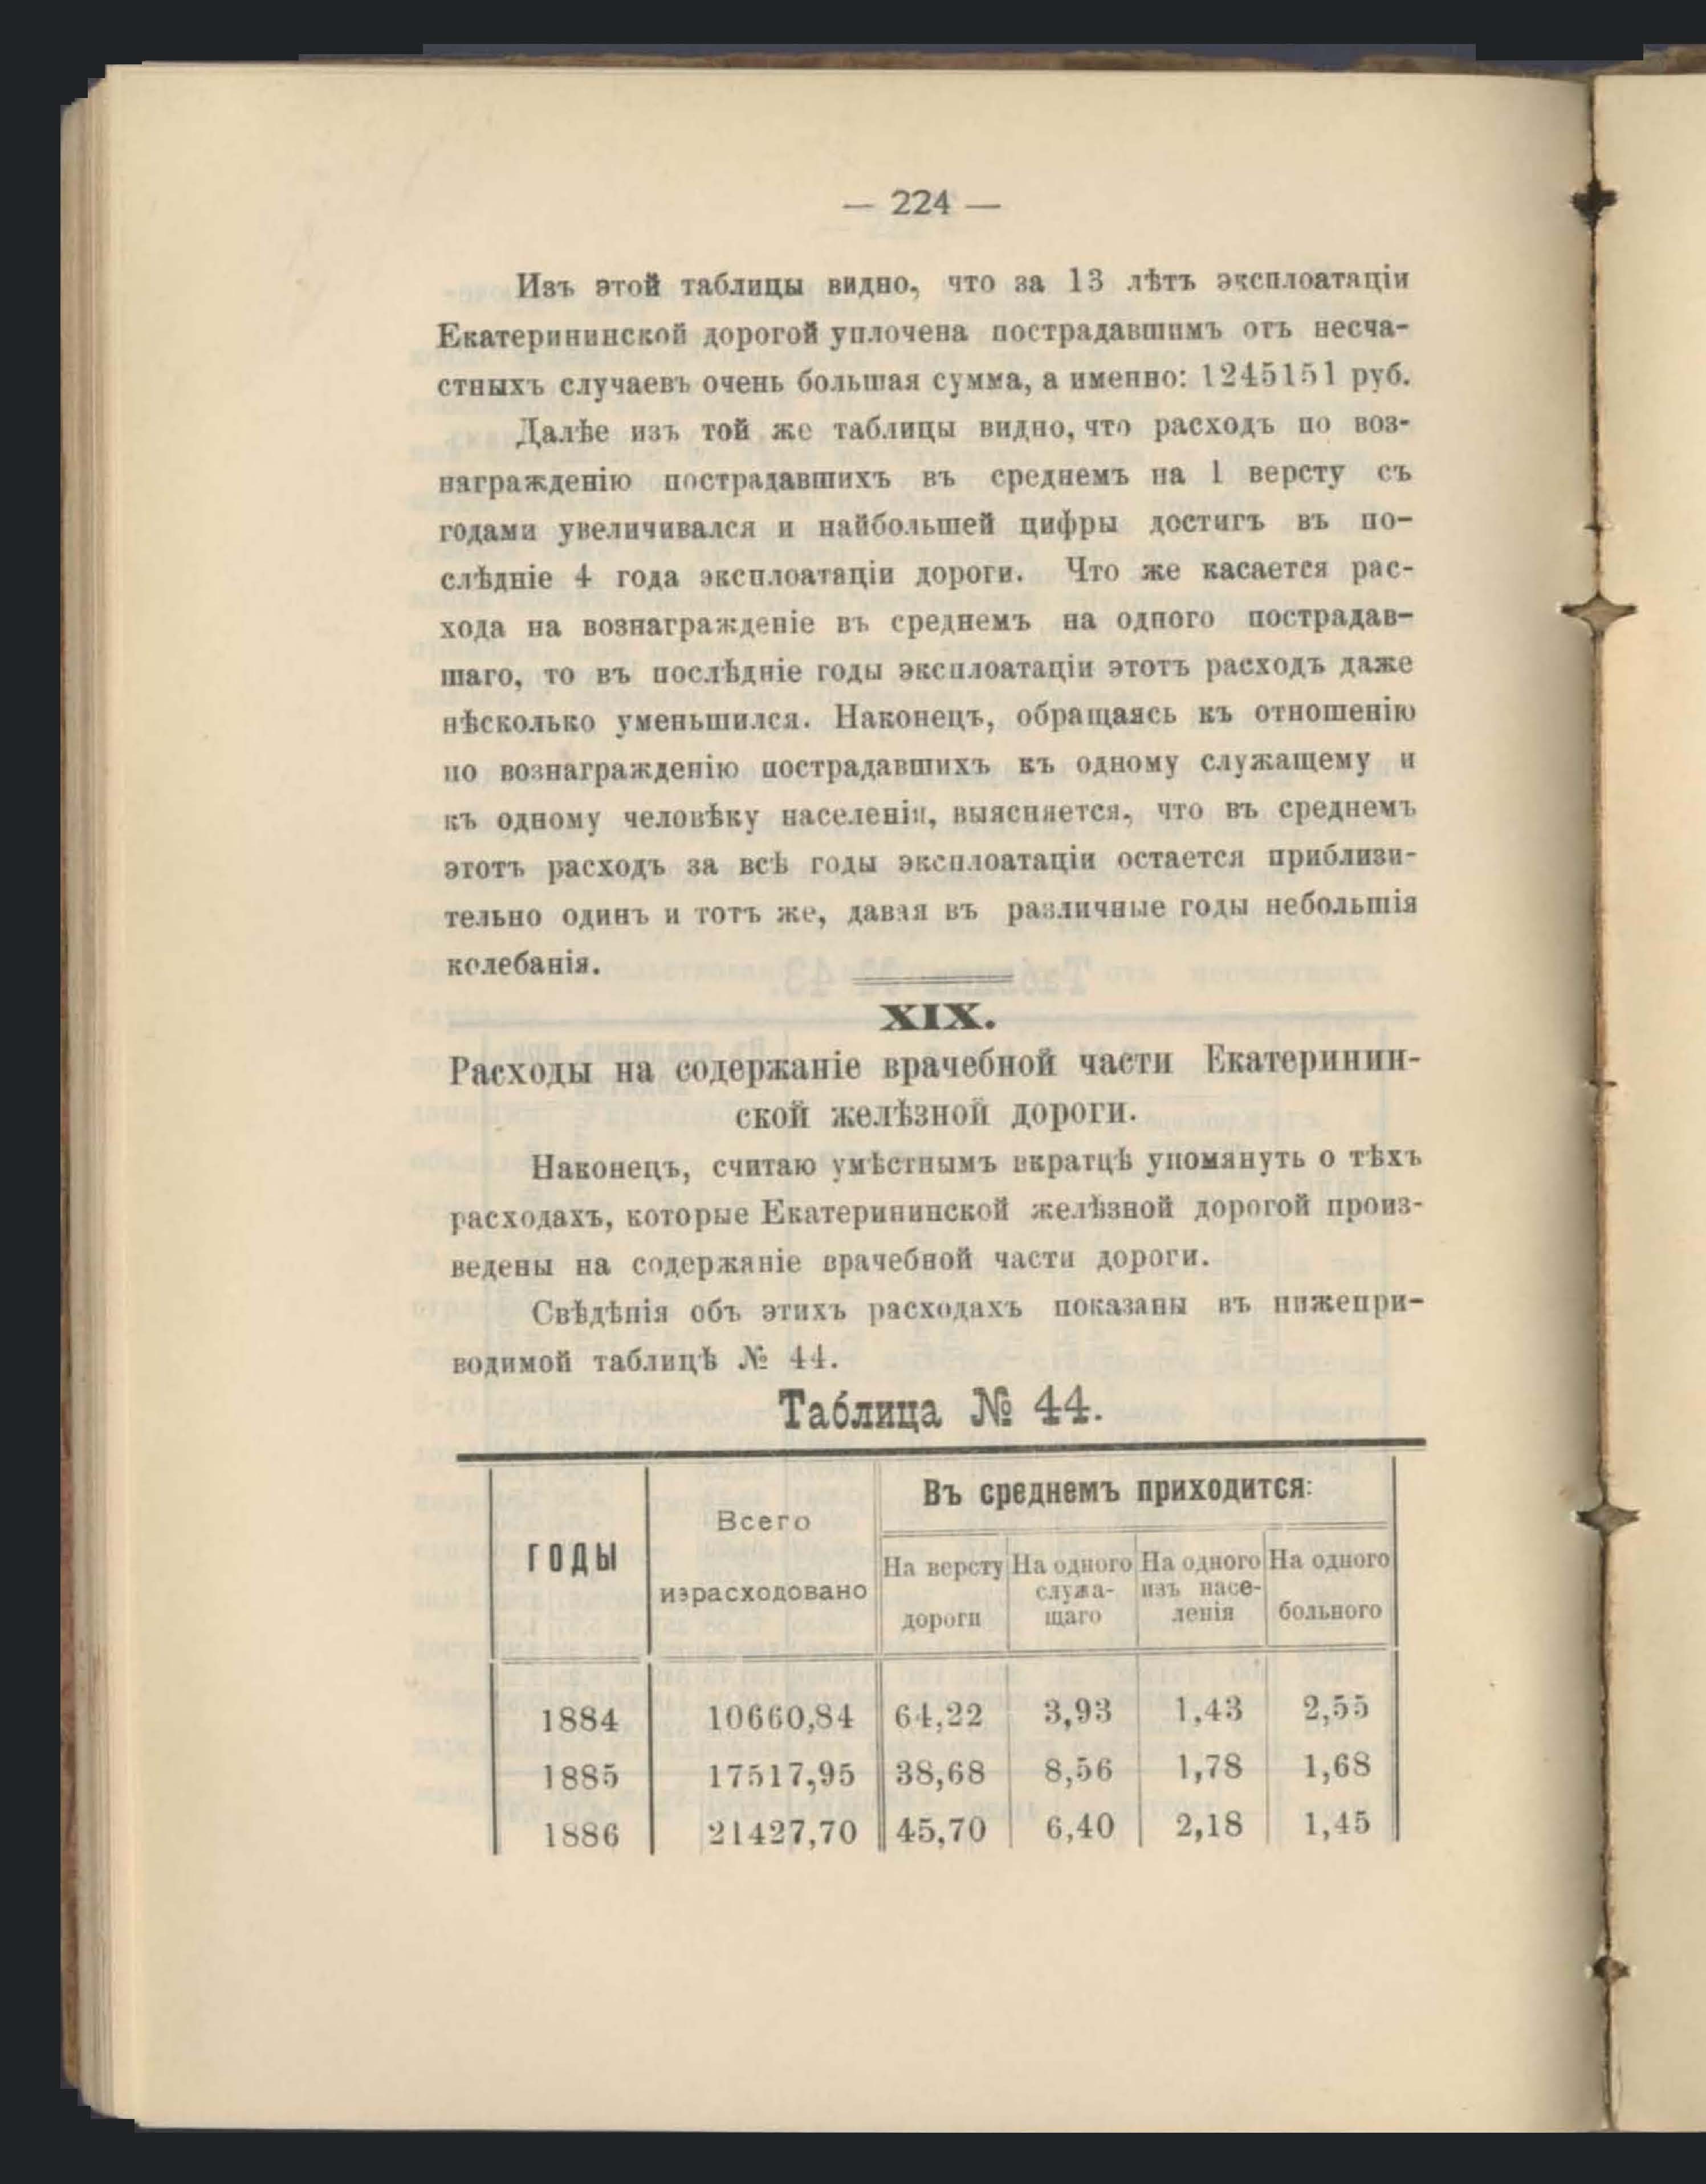 — 224 —
Изъ этой таблицы видно, что за 13 лѣтъ эксплоатаціи
Екатерининской дорогой уплочена пострадавшимъ отъ несча-
стныхъ случаевъ очень большая сумма, а именно: 1245151 руб.
Далѣе изъ той же таблицы видно, что расходъ по воз-
награжденію пострадавшихъ въ среднемъ на 1 версту съ
годами увеличивался и найбольшей цифры достигъ въ по-
слѣдніе 4 года эксплоатаціи дороги. Что же касается рас-
хода на вознагражденіе въ среднемъ на одного пострадав-
шаго, то въ послѣдніе годы эксплоатаціи этотъ расходъ даже
нѣсколько уменьшился. Наконецъ, обращаясь къ отношенію
по вознагражденію пострадавшихъ къ одному служащему и
къ одному человѣку населенія, выясняется, что въ среднемъ
этотъ расходъ за всѣ годы эксплоатаціи остается приблизи-
тельно одинъ и тотъ же, давая въ различные годы небольшія
колебанія.
XIX.
Расходы на содержаніе врачебной части Екатеринин-
ской желѣзной дороги.
Наконецъ, считаю умѣстнымъ вкратцѣ упомянуть о тѣхъ
расходахъ, которые Екатерининской желѣзной дорогой произ-
ведены на содержаніе врачебной части дороги.
Свѣдѣнія объ этихъ расходахъ показаны въ нижепри-
водимой таблицѣ № 44.
Таблица № 44.
ГОДЫ
Всего
израсходовано
Въ среднемъ приходится:
На версту
дороги
На одного
служа-
щаго
На одного
изъ насе-
ленія
На одного
больного
1884 10660,84 64,22 3,93 1,43 2,55
1885 17517,95 38,68 8,56 1,78 1,68
1886 21427,70 45,70 6,40 2,18 1,45